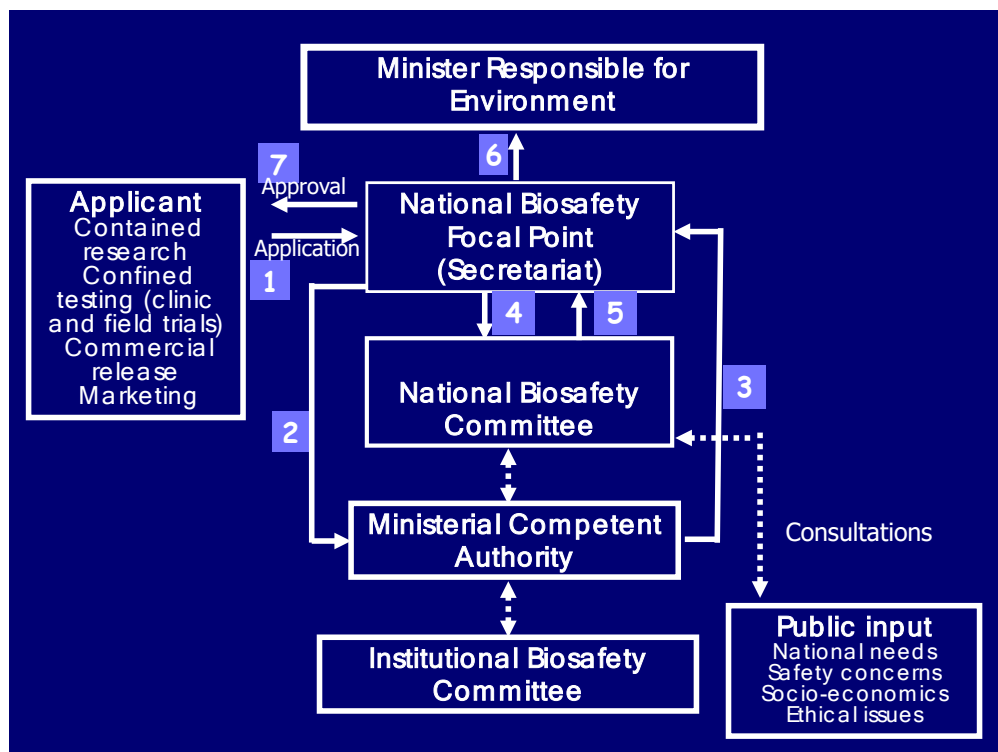 Minister Responsible for
Environment
6
7
Approval
Application
1
Applicant
Contained
research
Confined
testing (clinic
and field trials)
Commercial
release
Marketing
National Biosafety
Focal Point
(Secretariat)
4
5
National Biosafety
Committee
2
3
Ministerial Competent
Authority
Consultations
Institutional Biosafety
Committee
Public input
National needs
Safety concerns
Socio-economics
Ethical issues